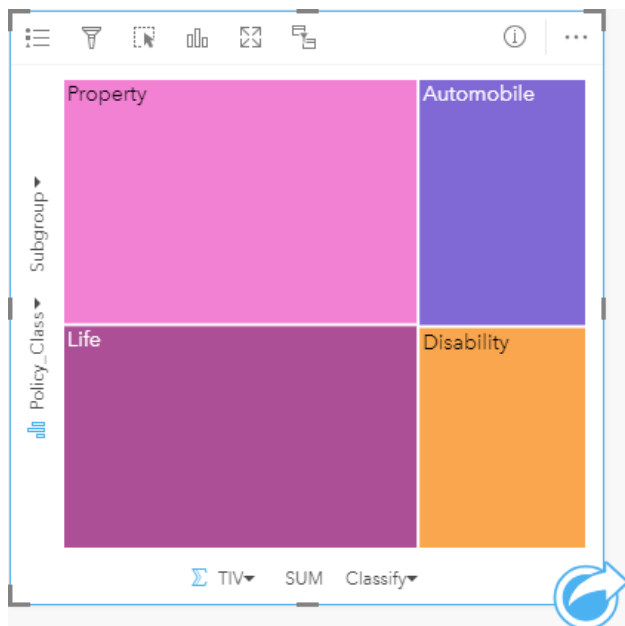 Property
Automobile
Life
Disability
Subgroup
Policy_Class
Σ TIV SUM Classify